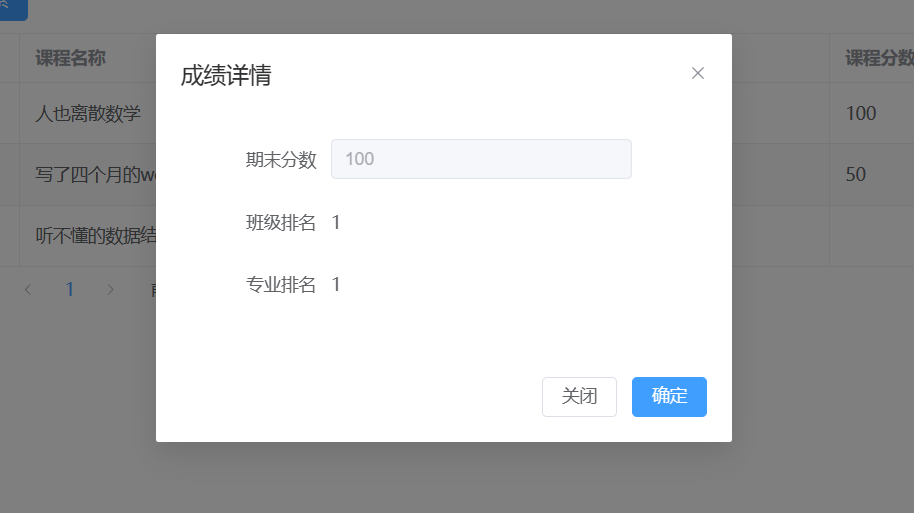 课程名称
课程分数
成绩详情
人也离散数学
100
期末分数 100
写了四个月的w
50
班级排名 1
听不懂的数据结
专业排名 1
1
关闭 确定